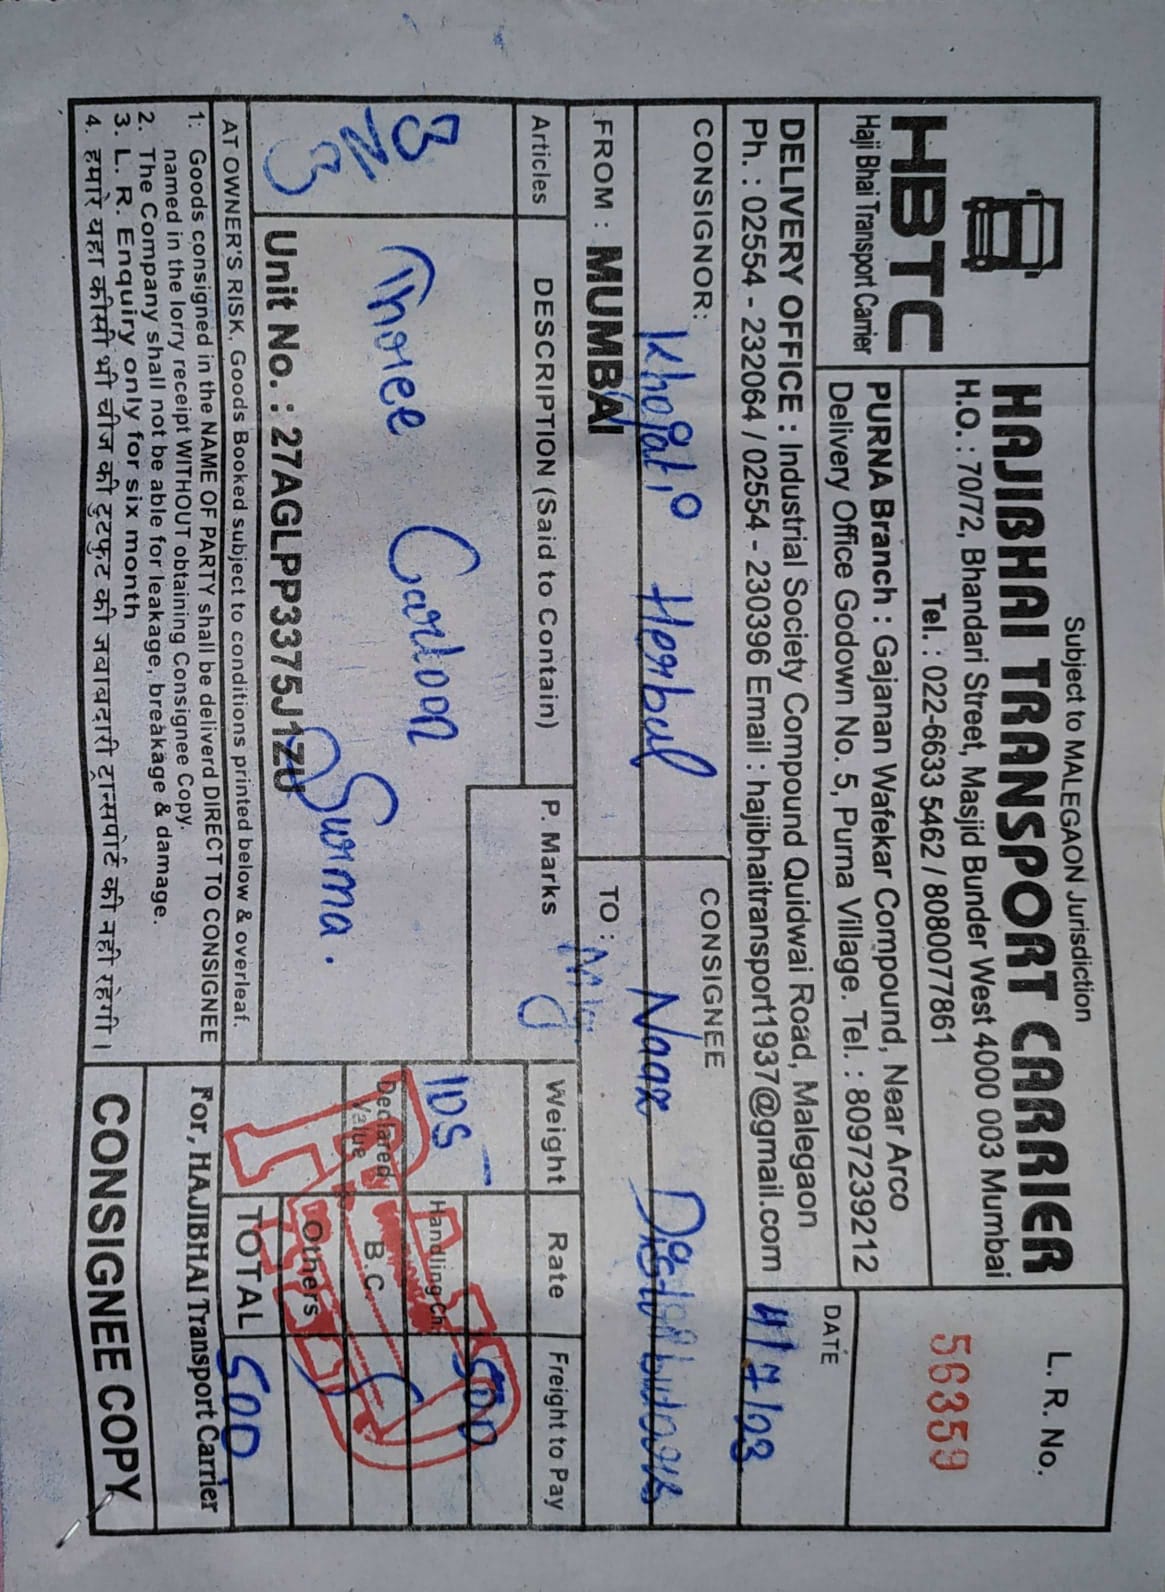 Subject to MALEGAON Jurisdiction
HBTC
Haji Bhai Transport Carrier
HAJIBHAI TRANSPORT CARRIER
H.O. : 70/72, Bhandari Street, Masjid Bunder West 4000 003 Mumbai
Tel. : 022-6633 5462 / 8080077861
PURNA Branch : Gajanan Wafekar Compound, Near Arco
Delivery Office Godown No. 5, Purna Village. Tel. : 8097239212
L. R. No.
56359
DELIVERY OFFICE : Industrial Society Compound Quidwai Road, Malegaon
Ph. : 02554 - 232064 / 02554 - 230396 Email : hajibhaitransport1937@gmail.com
DATE
11/7/23
CONSIGNOR:
Khojati Herbal
CONSIGNEE
Naaz Distributors
FROM : MUMBAI
TO :
Articles
DESCRIPTION (Said to Contain)
P. Marks
Weight
Rate
Freight to Pay
3
3
Three Cartoon
Surma.
105
500
Handling Ch.
Declared Value
B.C.
Others
TOTAL
500
Unit No. : 27AGLPP3375J1ZU
AT OWNER'S RISK, Goods Booked subject to conditions printed below & overleaf.
1: Goods consigned in the NAME OF PARTY shall be deliverd DIRECT TO CONSIGNEE
named in the lorry receipt WITHOUT obtaining Consignee Copy.
2. The Company shall not be able for leakage, breakage & damage.
3. L. R. Enquiry only for six month
4. हमारे यहा कीसी भी चीज की टुटफुट की जवाबदारी ट्रान्सपोर्ट की नही रहेगी।
For, HAJIBHAI Transport Carrier
CONSIGNEE COPY